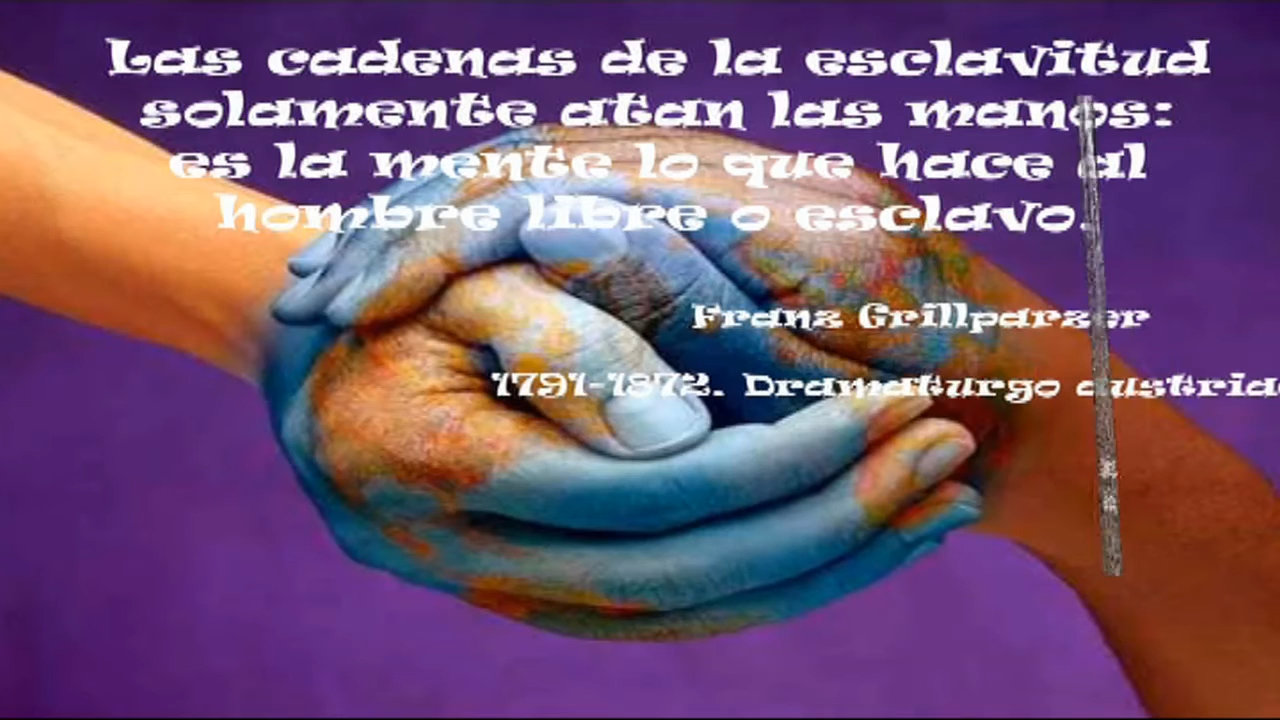 Las cadenas de la esclavitud
solamente atan las manos:
es la mente lo que hace al
hombre libre o esclavo.
Franz Grillparzer
1791-1872. Dramaturgo austria